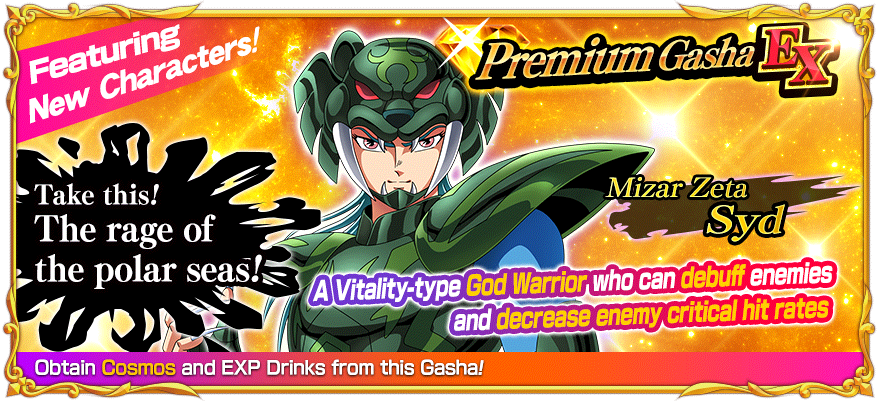 Featuring
New Characters!
Premium Gasha EX
Take this!
The rage of
the polar seas!
Mizar Zeta
Syd
A Vitality-type God Warrior who can debuff enemies
and decrease enemy critical hit rates
Obtain Cosmos and EXP Drinks from this Gasha!